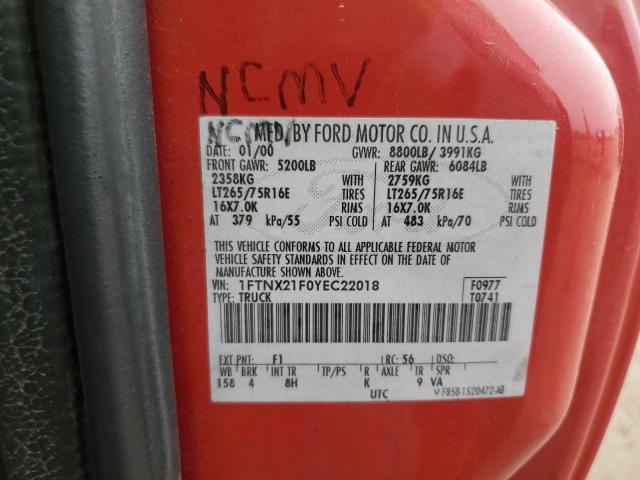 NCMV
NCMV
MFD. BY FORD MOTOR CO. IN U.S.A.
DATE: 01/00 GVWR: 8800LB/ 3991KG
FRONT GAWR: 5200LB REAR GAWR: 6084LB
2358KG WITH 2759KG WITH
LT265/75R16E TIRES LT265/75R16E TIRES
16X7.0K RIMS 16X7.0K RIMS
AT 379 kPa/55 PSI COLD AT 483 kPa/70 PSI COLD
THIS VEHICLE CONFORMS TO ALL APPLICABLE FEDERAL MOTOR
VEHICLE SAFETY STANDARDS IN EFFECT ON THE DATE OF
MANUFACTURE SHOWN ABOVE.
VIN: 1FTNX21F0YEC22018 F0977
TYPE: TRUCK T0741
EXT PNT: F1 RC: 56 DSO:
WB BRK INT TR TP/PS R AXLE TR SPR
158 4 8H K 9 VA
UTC F85B-1520472-AB